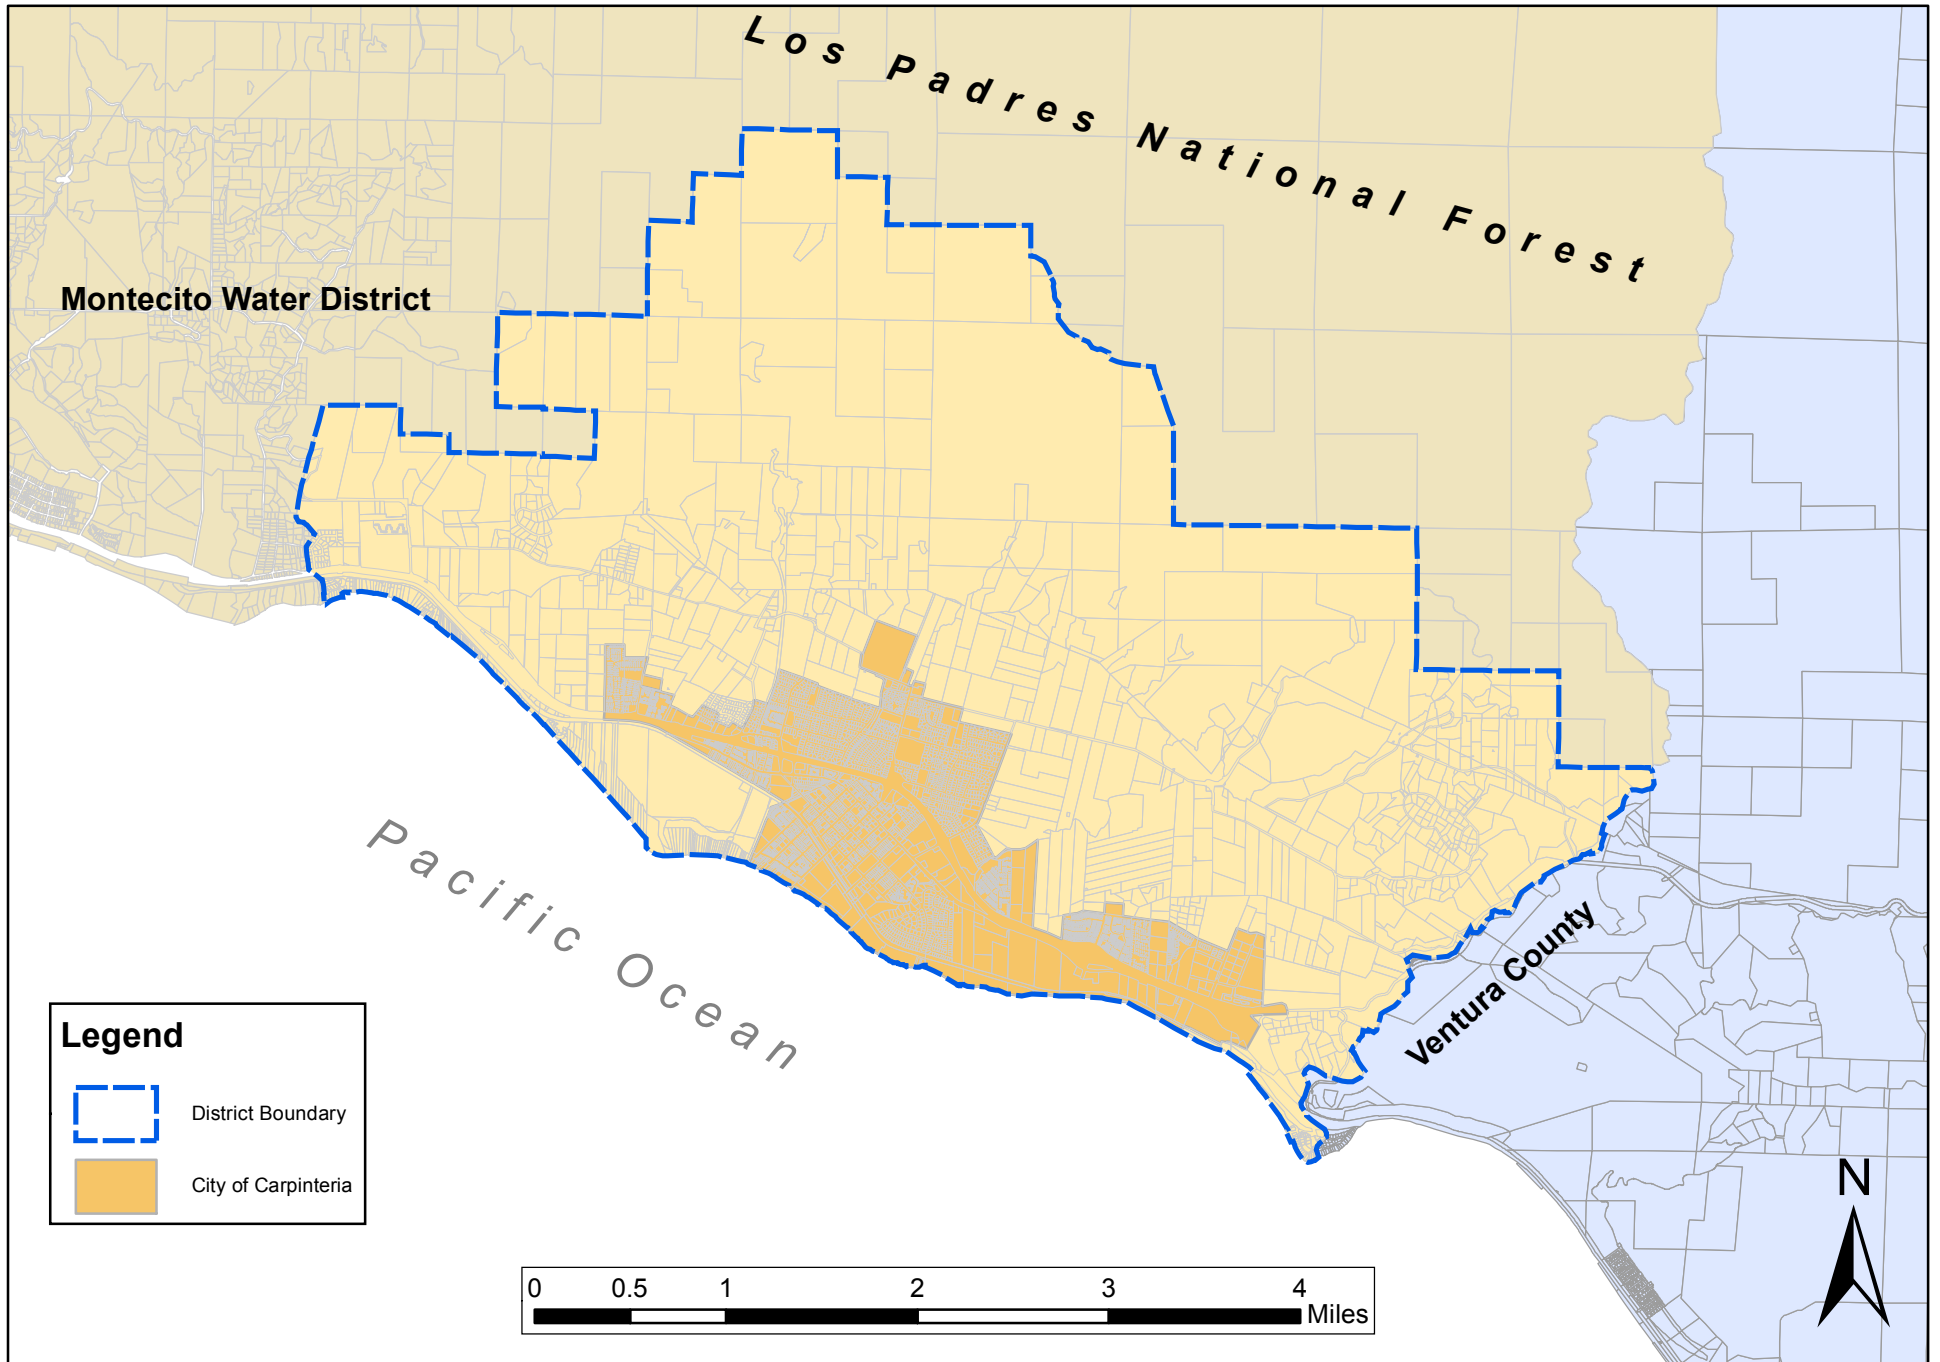 Los Padres National Forest
Montecito Water District
Pacific Ocean
Ventura County
Legend
District Boundary
City of Carpinteria
N
0 0.5 1 2 3 4
Miles